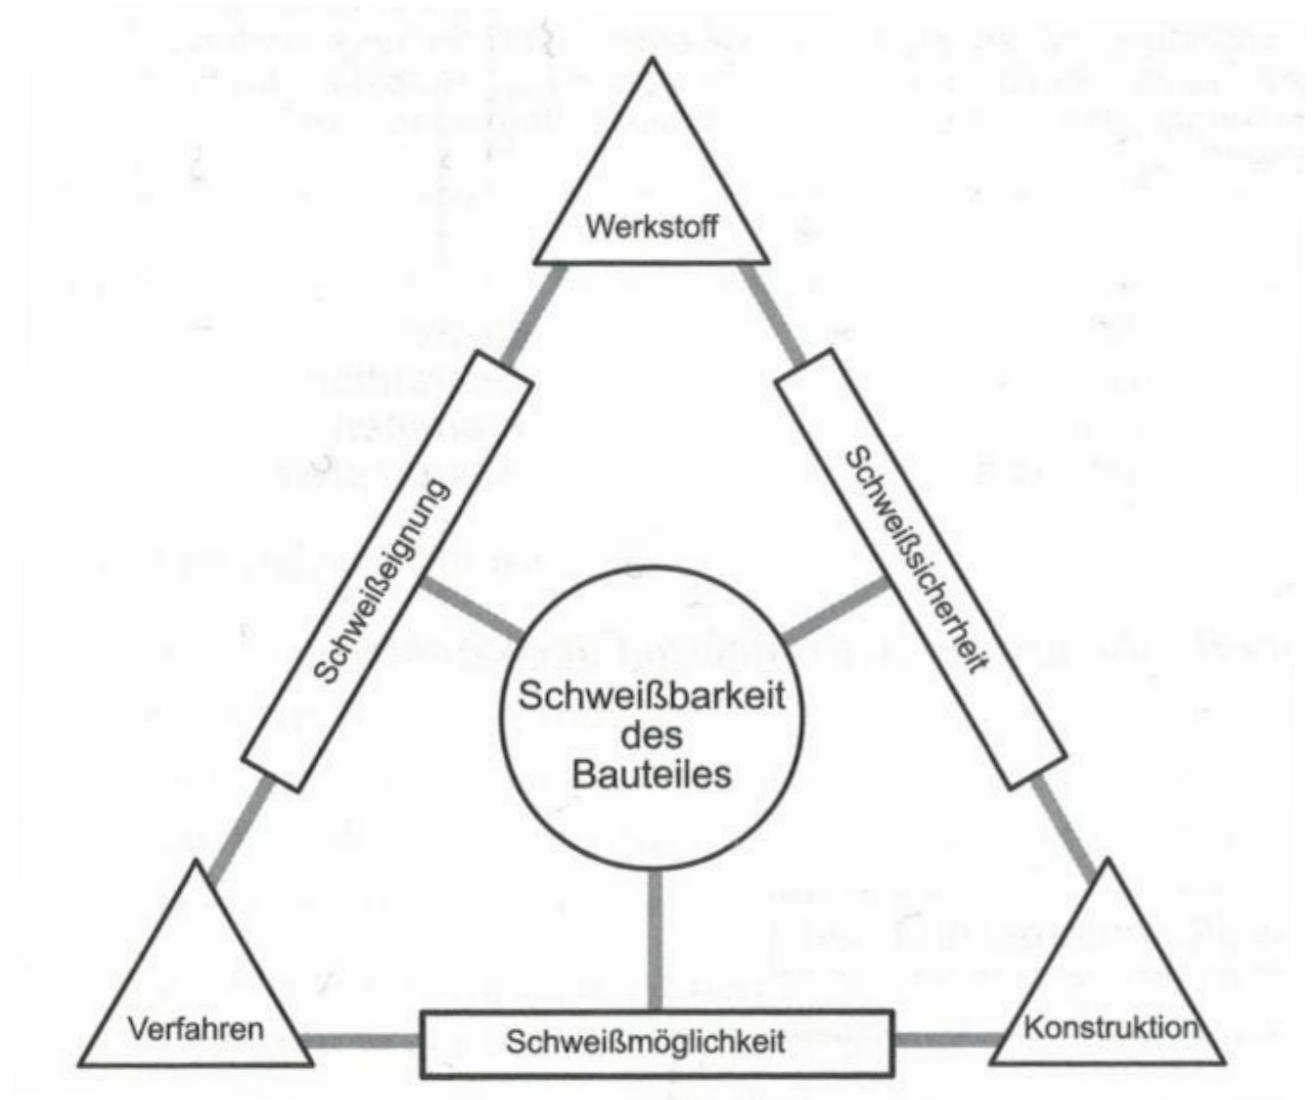 Werkstoff
Schweißeignung
Schweißsicherheit
Schweißbarkeit
des
Bauteiles
Verfahren
Schweißmöglichkeit
Konstruktion